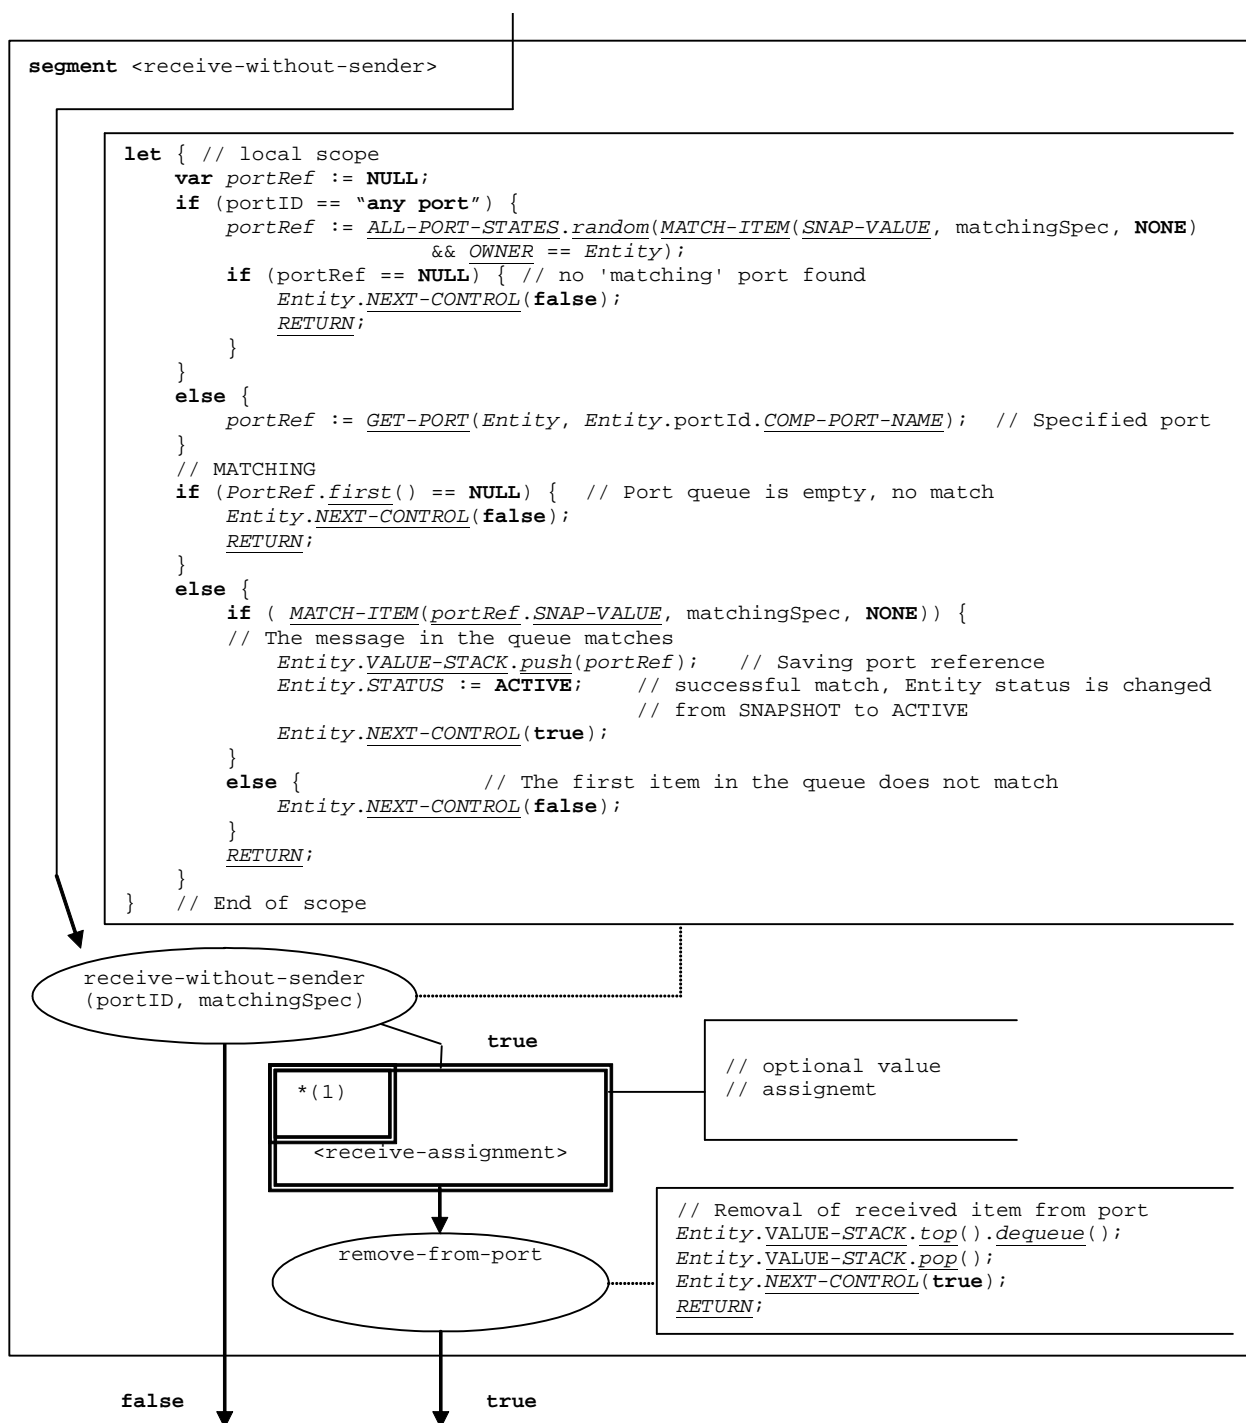 segment <receive-without-sender>
let { // local scope
var portRef := NULL;
if (portID == “any port”) {
portRef := ALL-PORT-STATES.random(MATCH-ITEM(SNAP-VALUE, matchingSpec, NONE)
&& OWNER == Entity);
if (portRef == NULL) { // no 'matching' port found
Entity.NEXT-CONTROL(false);
RETURN;
}
}
else {
portRef := GET-PORT(Entity, Entity.portId.COMP-PORT-NAME); // Specified port
}
// MATCHING
if (PortRef.first() == NULL) { // Port queue is empty, no match
Entity.NEXT-CONTROL(false);
RETURN;
}
else {
if ( MATCH-ITEM(portRef.SNAP-VALUE, matchingSpec, NONE)) {
// The message in the queue matches
Entity.VALUE-STACK.push(portRef); // Saving port reference
Entity.STATUS := ACTIVE; // successful match, Entity status is changed
// from SNAPSHOT to ACTIVE
Entity.NEXT-CONTROL(true);
}
else { // The first item in the queue does not match
Entity.NEXT-CONTROL(false);
}
RETURN;
}
} // End of scope
receive-without-sender
(portID, matchingSpec)
true
*(1)
<receive-assignment>
// optional value
// assignemt
remove-from-port
// Removal of received item from port
Entity.VALUE-STACK.top().dequeue();
Entity.VALUE-STACK.pop();
Entity.NEXT-CONTROL(true);
RETURN;
false
true